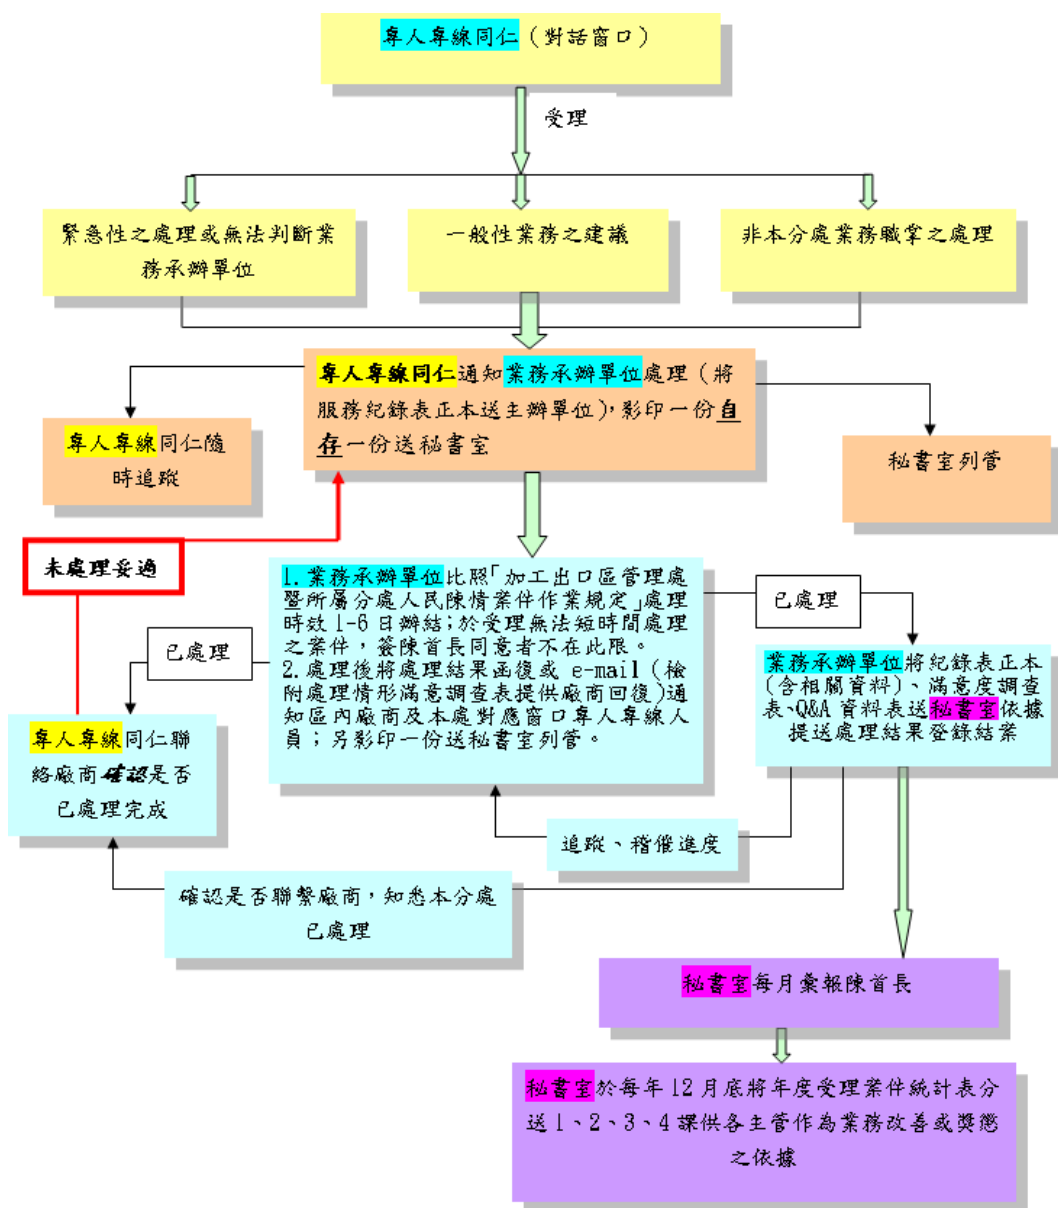 專人專線同仁（對話窗口）
受理
緊急性之處理或無法判斷業
務承辦單位
一般性業務之建議
非本分處業務職掌之處理
專人專線同仁通知業務承辦單位處理（將
服務紀錄表正本送主辦單位），影印一份自
存一份送秘書室
專人專線同仁隨
時追蹤
秘書室列管
未處理妥適
1.業務承辦單位比照「加工出口區管理處
暨所屬分處人民陳情案件作業規定」處理
時效 1-6 日辦結；於受理無法短時間處理
之案件，簽陳首長同意者不在此限。
2.處理後將處理結果函復或 e-mail（檢
附處理情形滿意調查表提供廠商回復）通
知區內廠商及本處對應窗口專人專線人
員；另影印一份送秘書室列管。
已處理
已處理
業務承辦單位將紀錄表正本
(含相關資料)、滿意度調查
表、Q&A 資料表送秘書室依據
提送處理結果登錄結案
專人專線同仁聯
絡廠商確認是否
已處理完成
追蹤、稽催進度
確認是否聯繫廠商，知悉本分處
已處理
秘書室每月彙報陳首長
秘書室於每年 12 月底將年度受理案件統計表分
送 1、2、3、4 課供各主管作為業務改善或獎懲
之依據